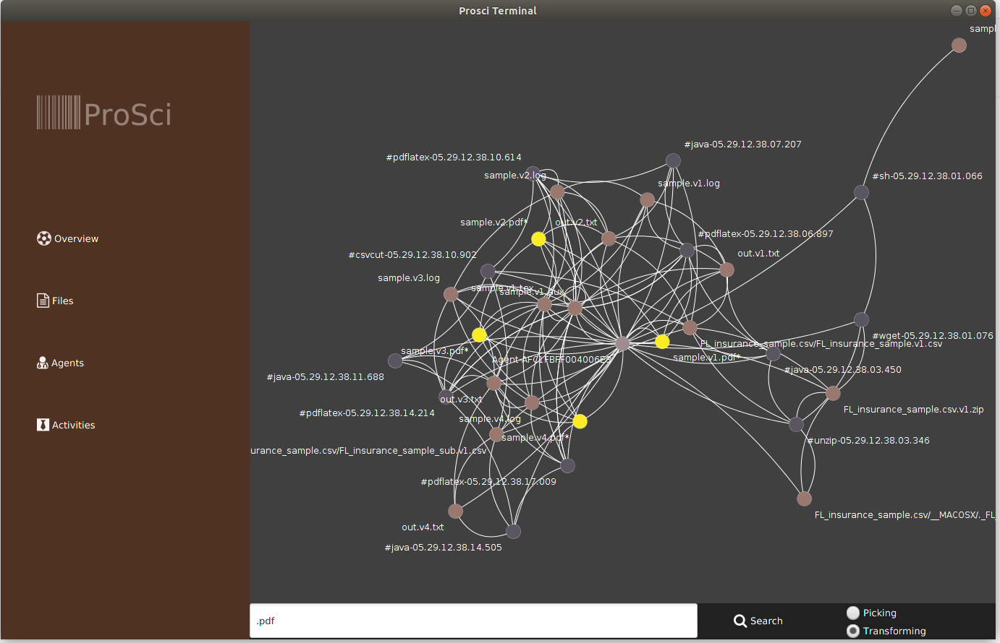 Prosci Terminal
ProSci
Overview
Files
Agents
Activities
sampl
#java-05.29.12.38.07.207
#pdflatex-05.29.12.38.10.614
sample.v2.log
#sh-05.29.12.38.01.066
sample.v1.log
sample.v2.pdf*
out.v2.txt
#pdflatex-05.29.12.38.06.897
#csvcut-05.29.12.38.10.902
out.v1.txt
sample.v3.log
sample.v1.tex
sample.v1.aux
#wget-05.29.12.38.01.076
FL_insurance_sample.csv/FL_insurance_sample.v1.csv
sample.v3.pdf*
sample.v1.pdf*
#java-05.29.12.38.03.450
#java-05.29.12.38.11.688
out.v3.txt
FL_insurance_sample.csv.v1.zip
#pdflatex-05.29.12.38.14.214
sample.v4.log
sample.v4.pdf*
#unzip-05.29.12.38.03.346
urance_sample.csv/FL_insurance_sample_sub.v1.csv
#pdflatex-05.29.12.38.17.009
FL_insurance_sample.csv/__MACOSX/._FL_
out.v4.txt
#java-05.29.12.38.14.505
.pdf
Search
Picking
Transforming